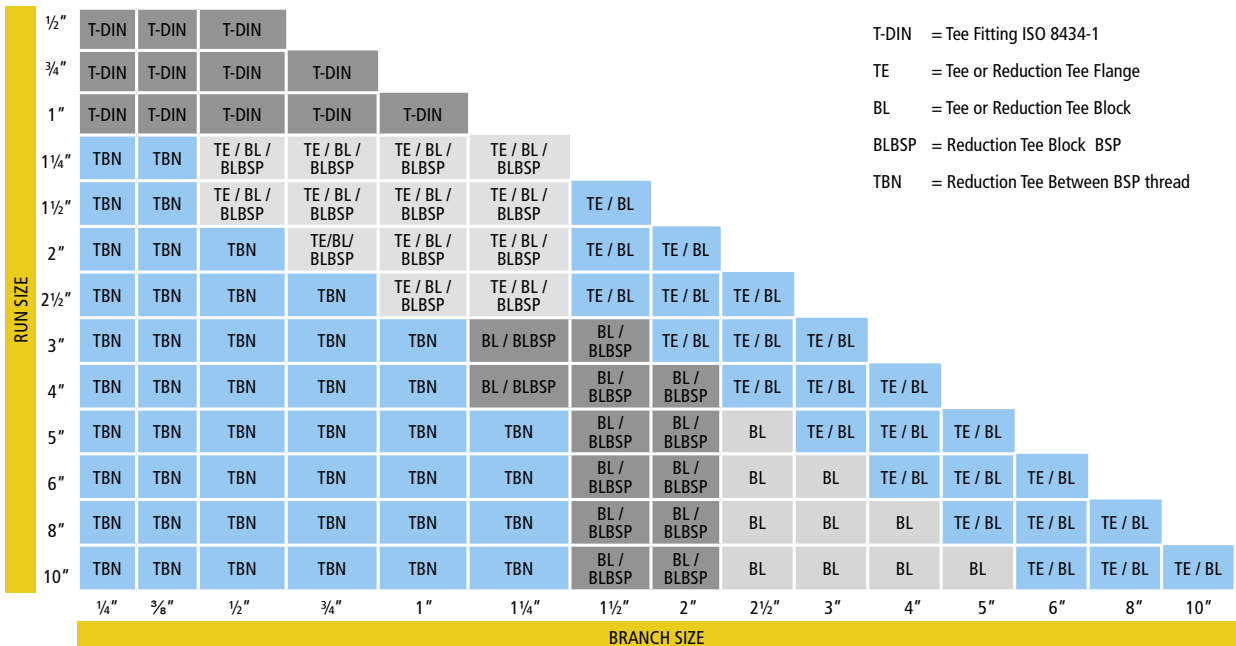 ½" T-DIN T-DIN T-DIN
¾" T-DIN T-DIN T-DIN T-DIN
1" T-DIN T-DIN T-DIN T-DIN T-DIN
1¼" TBN TBN TE / BL / BLBSP TE / BL / BLBSP TE / BL / BLBSP TE / BL / BLBSP
1½" TBN TBN TE / BL / BLBSP TE / BL / BLBSP TE / BL / BLBSP TE / BL / BLBSP TE / BL
2" TBN TBN TBN TE/BL/ BLBSP TE / BL / BLBSP TE / BL / BLBSP TE / BL TE / BL
2½" TBN TBN TBN TBN TE / BL / BLBSP TE / BL / BLBSP TE / BL TE / BL TE / BL
3" TBN TBN TBN TBN TBN BL / BLBSP BL / BLBSP TE / BL TE / BL TE / BL
4" TBN TBN TBN TBN TBN BL / BLBSP BL / BLBSP BL / BLBSP TE / BL TE / BL TE / BL
5" TBN TBN TBN TBN TBN TBN BL / BLBSP BL / BLBSP BL TE / BL TE / BL TE / BL
6" TBN TBN TBN TBN TBN TBN BL / BLBSP BL / BLBSP BL BL TE / BL TE / BL TE / BL
8" TBN TBN TBN TBN TBN TBN BL / BLBSP BL / BLBSP BL BL BL TE / BL TE / BL TE / BL
10" TBN TBN TBN TBN TBN TBN BL / BLBSP BL / BLBSP BL BL BL BL TE / BL TE / BL TE / BL
¼" ⅜" ½" ¾" 1" 1¼" 1½" 2" 2½" 3" 4" 5" 6" 8" 10"
RUN SIZE
BRANCH SIZE
T-DIN = Tee Fitting ISO 8434-1
TE = Tee or Reduction Tee Flange
BL = Tee or Reduction Tee Block
BLBSP = Reduction Tee Block BSP
TBN = Reduction Tee Between BSP thread